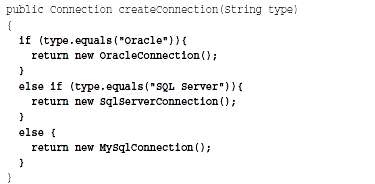 public Connection createConnection(String type)
{
  if (type.equals("Oracle")){
    return new OracleConnection();
  }
  else if (type.equals("SQL Server")){
    return new SqlServerConnection();
  }
  else {
    return new MySqlConnection();
  }
}